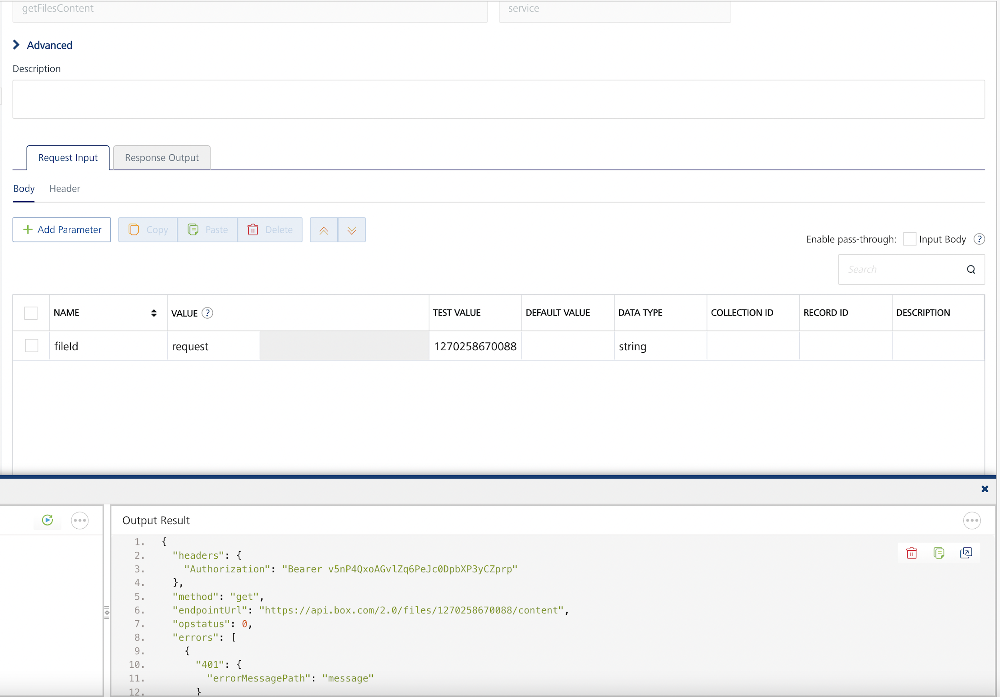 getFilesContent
service
Advanced
Description
Request Input
Response Output
Body
Header
Add Parameter
Copy
Paste
Delete
Enable pass-through: Input Body ?
Search
NAME VALUE ? TEST VALUE DEFAULT VALUE DATA TYPE COLLECTION ID RECORD ID DESCRIPTION
fileId request 1270258670088 string
Output Result
1. {
2. "headers": {
3. "Authorization": "Bearer v5nP4QxoAGvlZq6PeJc0DpbXP3yCZprp"
4. },
5. "method": "get",
6. "endpointUrl": "https://api.box.com/2.0/files/1270258670088/content",
7. "opstatus": 0,
8. "errors": [
9. {
10. "401": {
11. "errorMessagePath": "message"
12. }